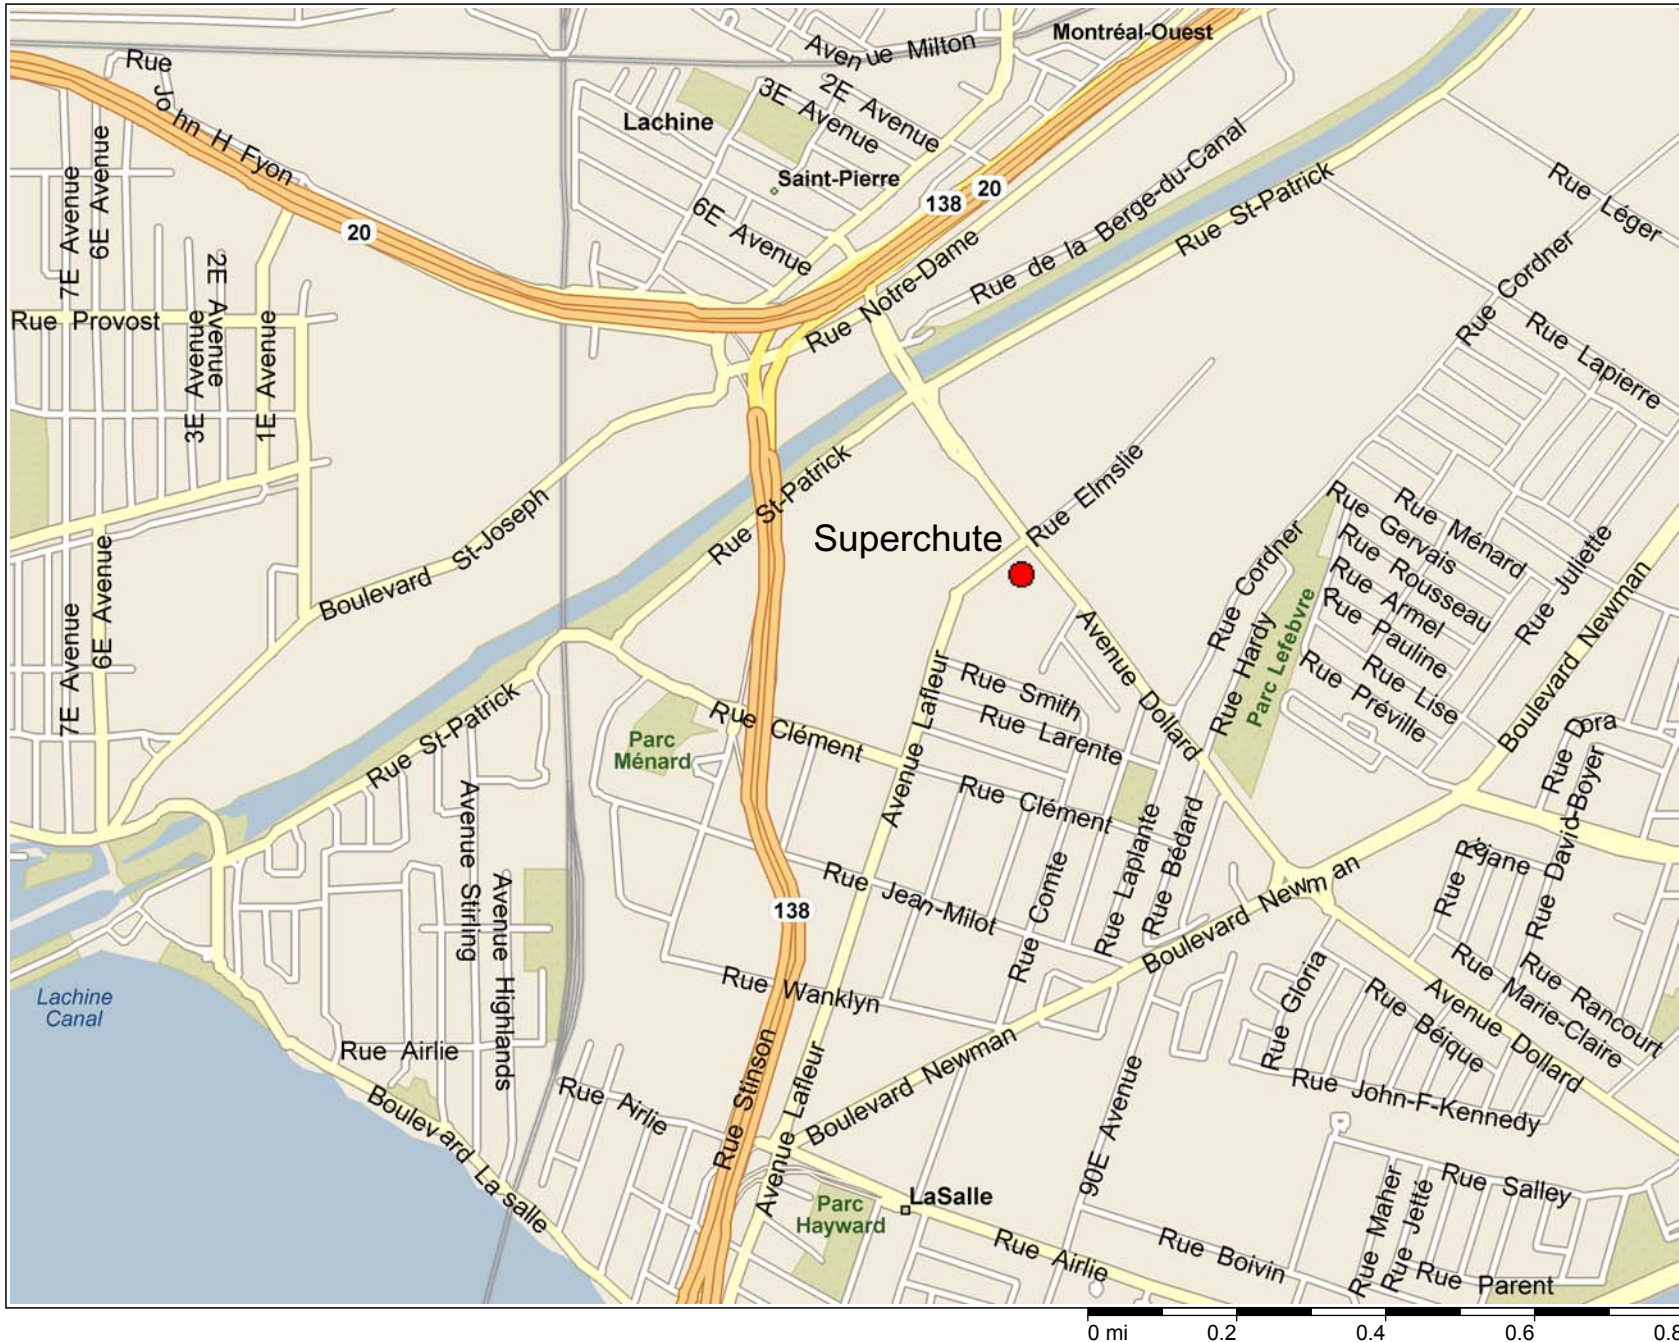 Montréal-Ouest
Avenue Milton
Rue John H Fyon
2E Avenue
3E Avenue
Lachine
Saint-Pierre
6E Avenue
138
20
20
Rue de la Berge-du-Canal
Rue St-Patrick
Rue Léger
Rue Cordner
Rue Lapierre
Rue Notre-Dame
7E Avenue
6E Avenue
2E Avenue
Rue Provost
3E Avenue
1E Avenue
Rue Elmslie
Rue St-Patrick
Superchute
Boulevard St-Joseph
Rue Ménard
Rue Gervais
Rue Rousseau
Rue Armel
Rue Pauline
Rue Lise
Rue Préville
Rue Juliette
Boulevard Newman
Rue Cordner
Rue Hardy
Parc Lefebvre
6E Avenue
7E Avenue
Avenue Dollard
Avenue Lafleur
Rue Smith
Rue Larente
Rue Clément
Rue Clément
Parc
Ménard
Rue St-Patrick
Rue Dora
Rue David-Boyer
Rue Réjane
Avenue Stirling
Avenue Highlands
Rue Jean-Milot
Rue Comte
Rue Laplante
Rue Bédard
Boulevard Newman
138
Rue Wanklyn
Lachine
Canal
Rue Gloria
Rue Béique
Avenue Dollard
Rue Marie-Claire
Rue Rancourt
Rue Airlie
Rue Airlie
Rue Stinson
Avenue Lafleur
Boulevard Newman
90E Avenue
Rue John-F-Kennedy
Boulevard Lasalle
Parc
Hayward
LaSalle
Rue Airlie
Rue Boivin
Rue Maher
Rue Jetté
Rue Salley
Rue Parent
0 mi 0.2 0.4 0.6 0.8